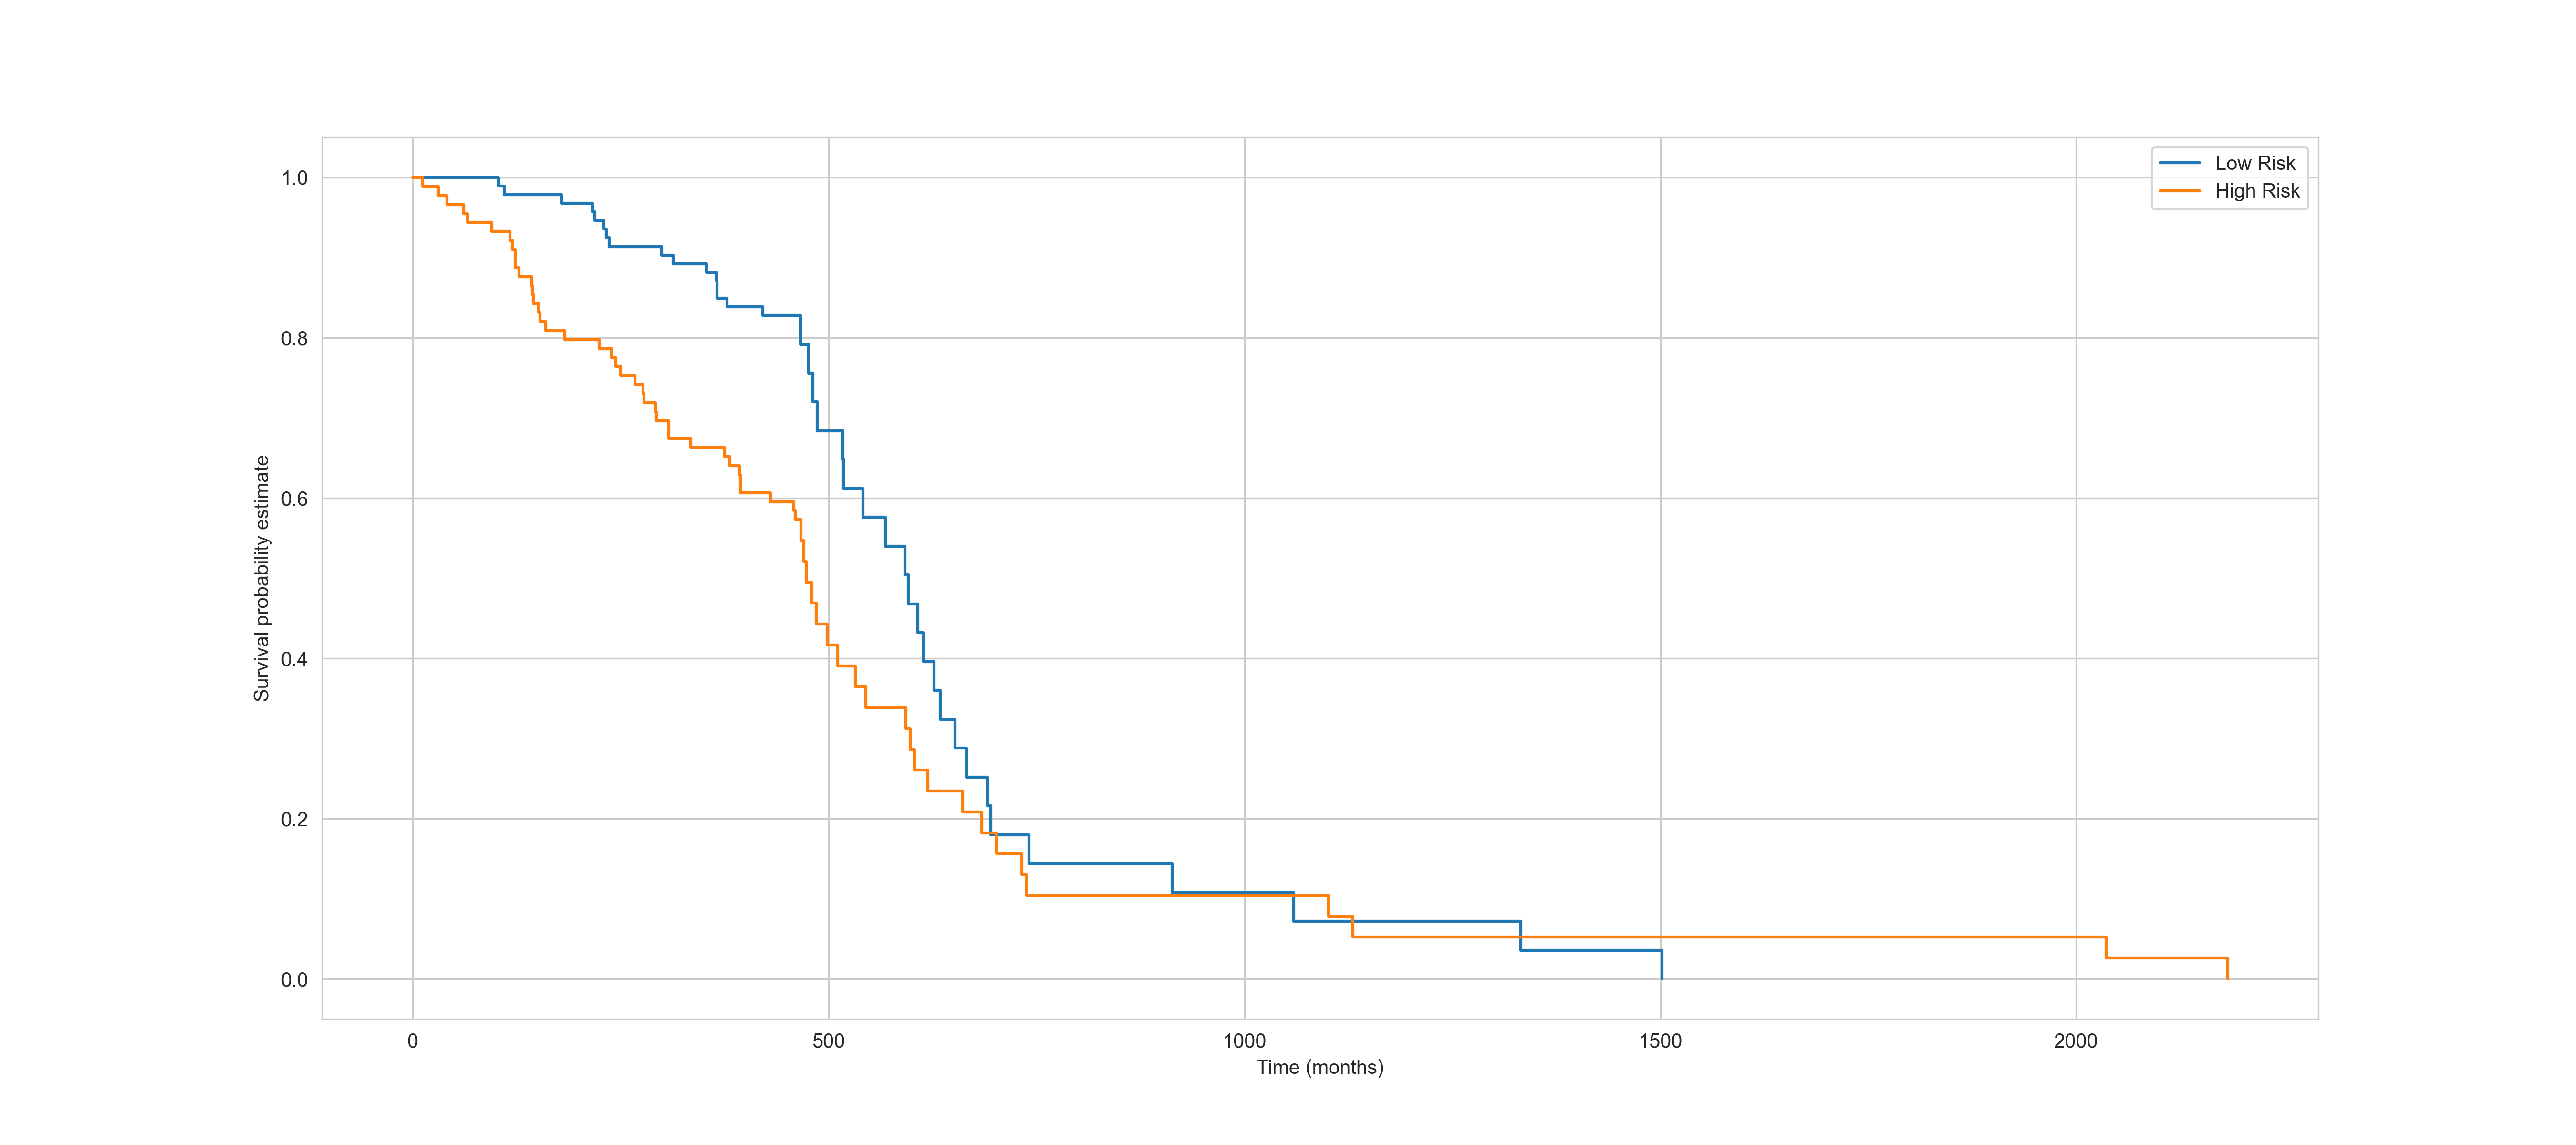 Low Risk
High Risk
1.0
0.8
0.6
0.4
0.2
0.0
Survival probability estimate
0 500 1000 1500 2000
Time (months)